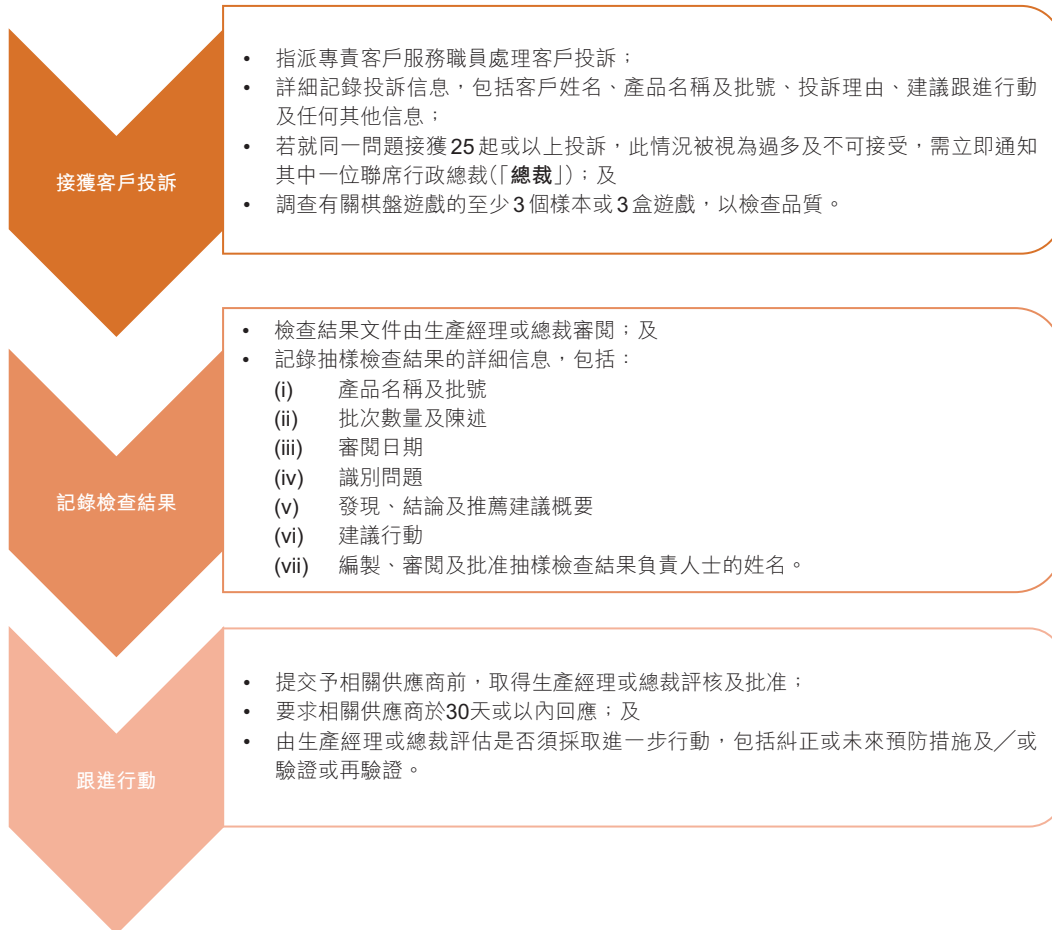 接獲客戶投訴
• 指派專責客戶服務職員處理客戶投訴；
• 詳細記錄投訴信息，包括客戶姓名、產品名稱及批號、投訴理由、建議跟進行動
及任何其他信息；
• 若就同一問題接獲25起或以上投訴，此情況被視為過多及不可接受，需立即通知
其中一位聯席行政總裁(「總裁」)；及
• 調查有關棋盤遊戲的至少3個樣本或3盒遊戲，以檢查品質。
記錄檢查結果
• 檢查結果文件由生產經理或總裁審閱；及
• 記錄抽樣檢查結果的詳細信息，包括：
(i) 產品名稱及批號
(ii) 批次數量及陳述
(iii) 審閱日期
(iv) 識別問題
(v) 發現、結論及推薦建議概要
(vi) 建議行動
(vii) 編製、審閱及批准抽樣檢查結果負責人士的姓名。
跟進行動
• 提交予相關供應商前，取得生產經理或總裁評核及批准；
• 要求相關供應商於30天或以內回應；及
• 由生產經理或總裁評估是否須採取進一步行動，包括糾正或未來預防措施及／或
驗證或再驗證。